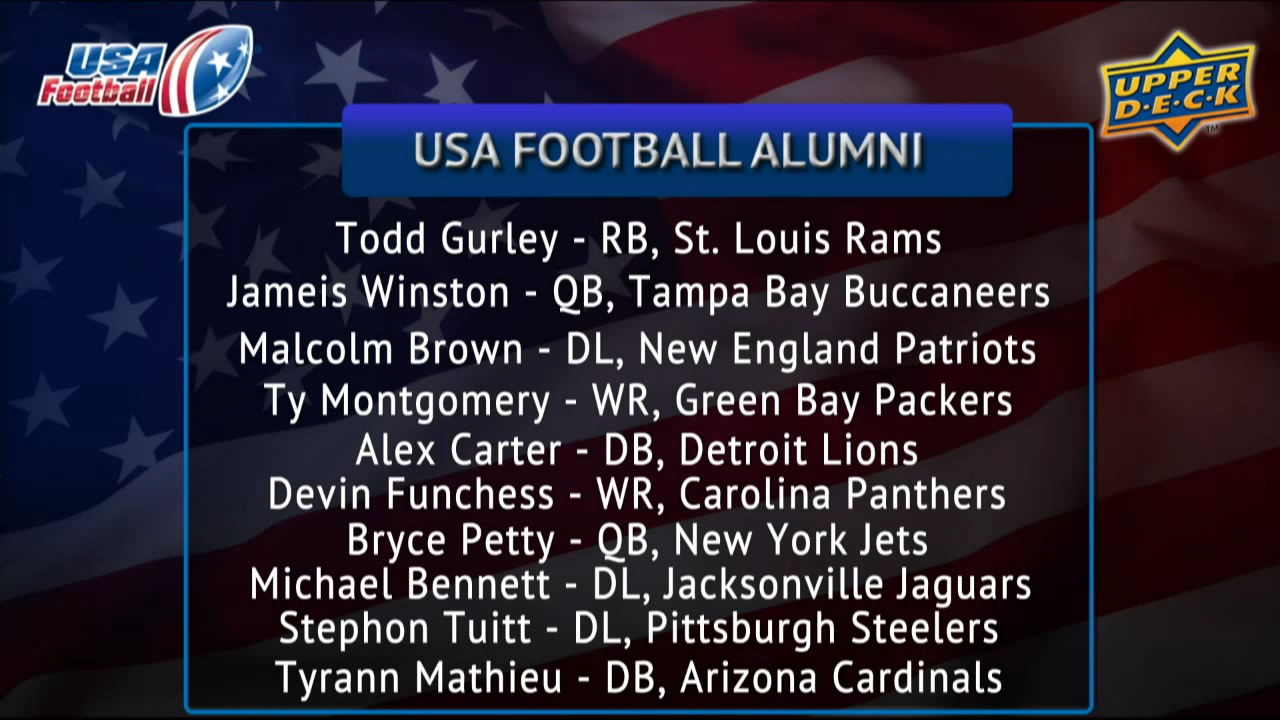 USA
Football
UPPER
D·E·C·K
TM
USA FOOTBALL ALUMNI
Todd Gurley - RB, St. Louis Rams
Jameis Winston - QB, Tampa Bay Buccaneers
Malcolm Brown - DL, New England Patriots
Ty Montgomery - WR, Green Bay Packers
Alex Carter - DB, Detroit Lions
Devin Funchess - WR, Carolina Panthers
Bryce Petty - QB, New York Jets
Michael Bennett - DL, Jacksonville Jaguars
Stephon Tuitt - DL, Pittsburgh Steelers
Tyrann Mathieu - DB, Arizona Cardinals